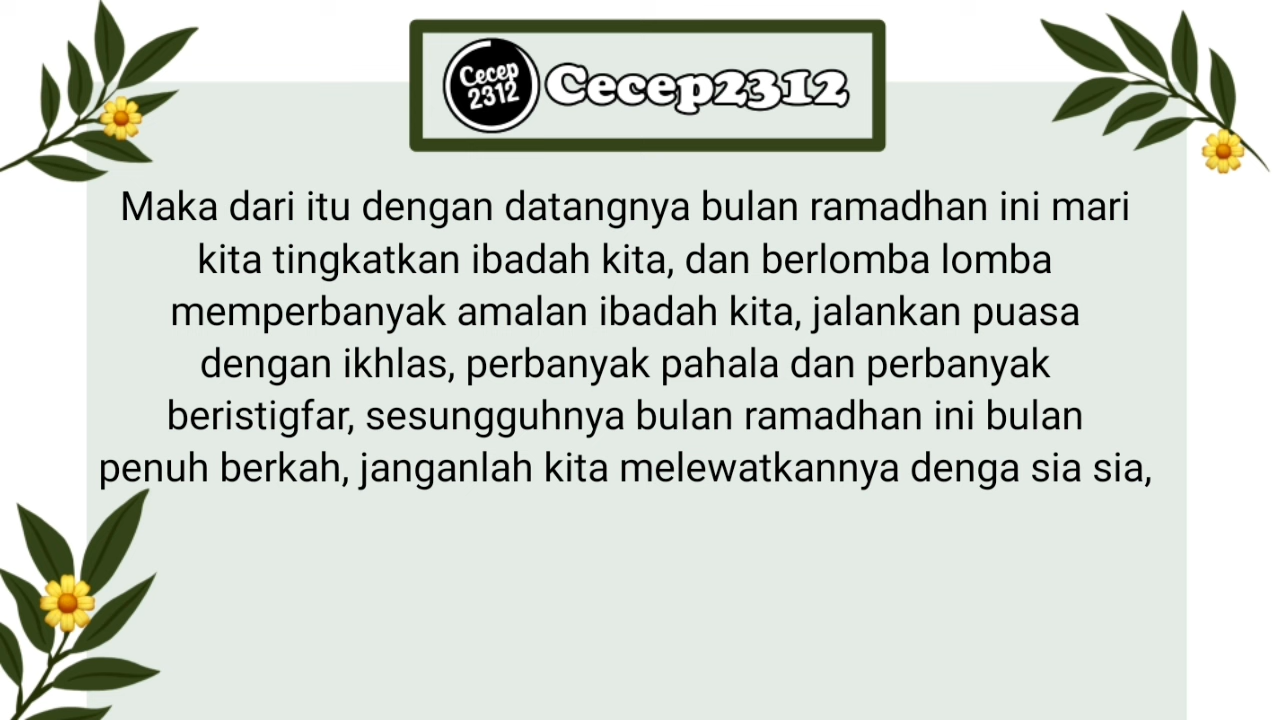 Cecep
2312
Cecep2312
Maka dari itu dengan datangnya bulan ramadhan ini mari
kita tingkatkan ibadah kita, dan berlomba lomba
memperbanyak amalan ibadah kita, jalankan puasa
dengan ikhlas, perbanyak pahala dan perbanyak
beristigfar, sesungguhnya bulan ramadhan ini bulan
penuh berkah, janganlah kita melewatkannya denga sia sia,